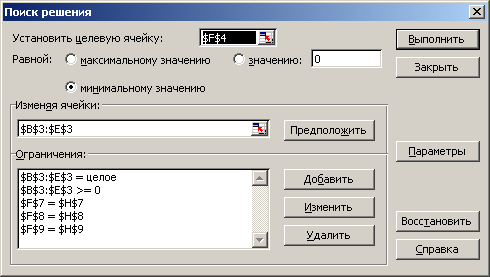 Поиск решения
Установить целевую ячейку: $F$4
Равной: максимальному значению значению: 0
минимальному значению
Изменяя ячейки:
$B$3:$E$3
Предположить
Ограничения:
$B$3:$E$3 = целое
$B$3:$E$3 >= 0
$F$7 = $H$7
$F$8 = $H$8
$F$9 = $H$9
Добавить
Изменить
Удалить
Выполнить
Закрыть
Параметры
Восстановить
Справка